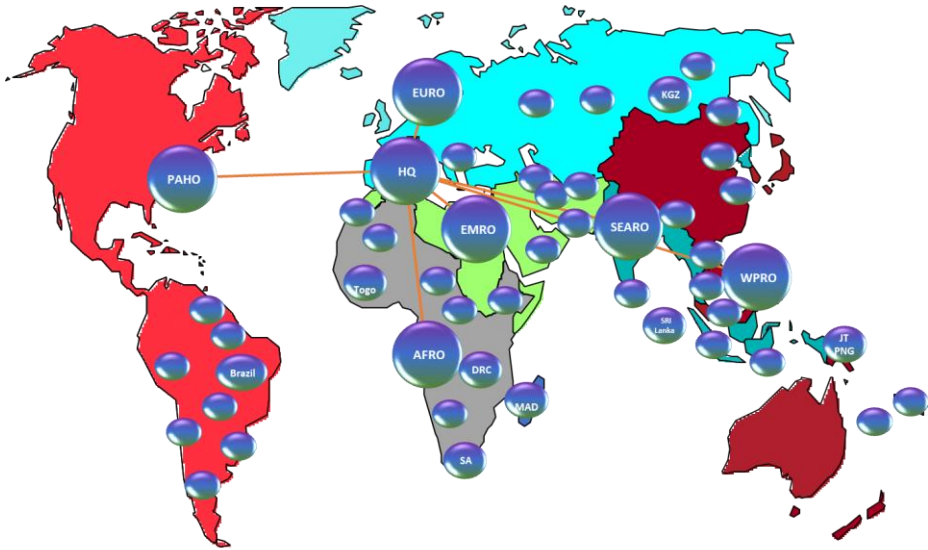 EURO
KGZ
PAHO
HQ
EMRO
SEARO
WPRO
Togo
SRI
Lanka
JT
PNG
AFRO
DRC
Brazil
MAD
SA